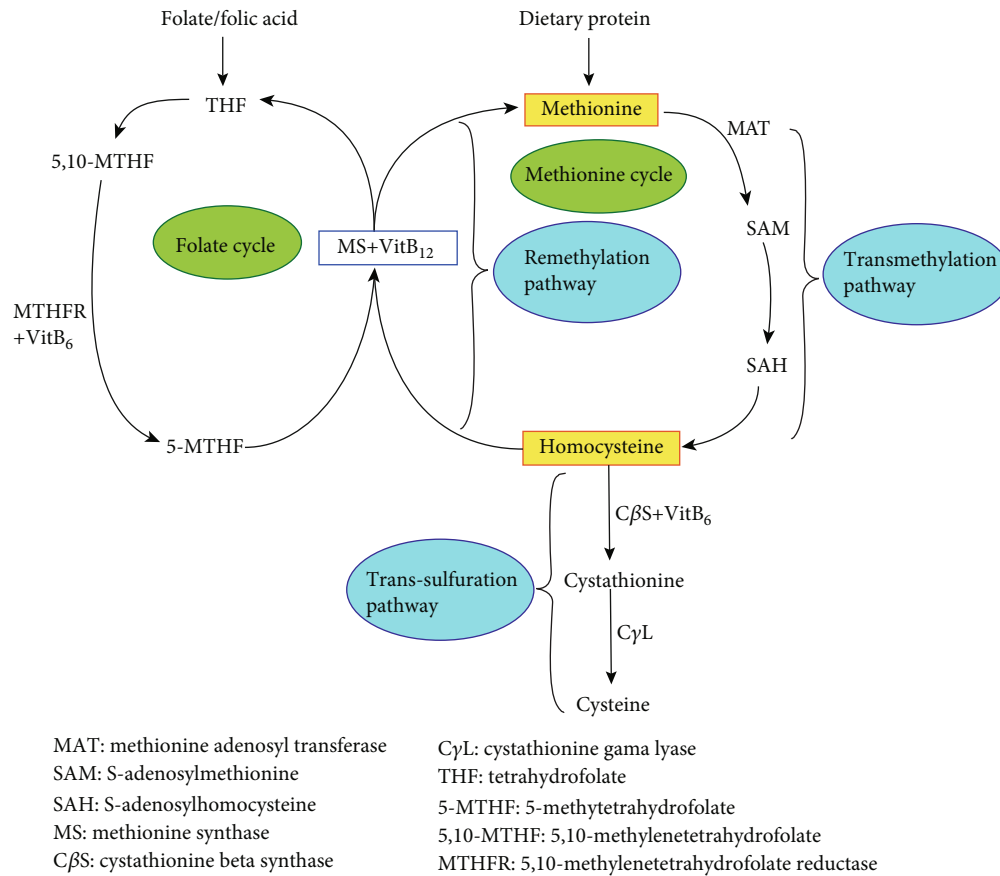 Folate/folic acid
Dietary protein
THF
Methionine
MAT
5,10-MTHF
Methionine cycle
Folate cycle
MS+VitB₁₂
SAM
Remethylation
pathway
Transmethylation
pathway
MTHFR
+VitB₆
SAH
5-MTHF
Homocysteine
CβS+VitB₆
Trans-sulfuration
pathway
Cystathionine
CγL
Cysteine
MAT: methionine adenosyl transferase
SAM: S-adenosylmethionine
SAH: S-adenosylhomocysteine
MS: methionine synthase
CβS: cystathionine beta synthase
CγL: cystathionine gama lyase
THF: tetrahydrofolate
5-MTHF: 5-methytetrahydrofolate
5,10-MTHF: 5,10-methylenetetrahydrofolate
MTHFR: 5,10-methylenetetrahydrofolate reductase